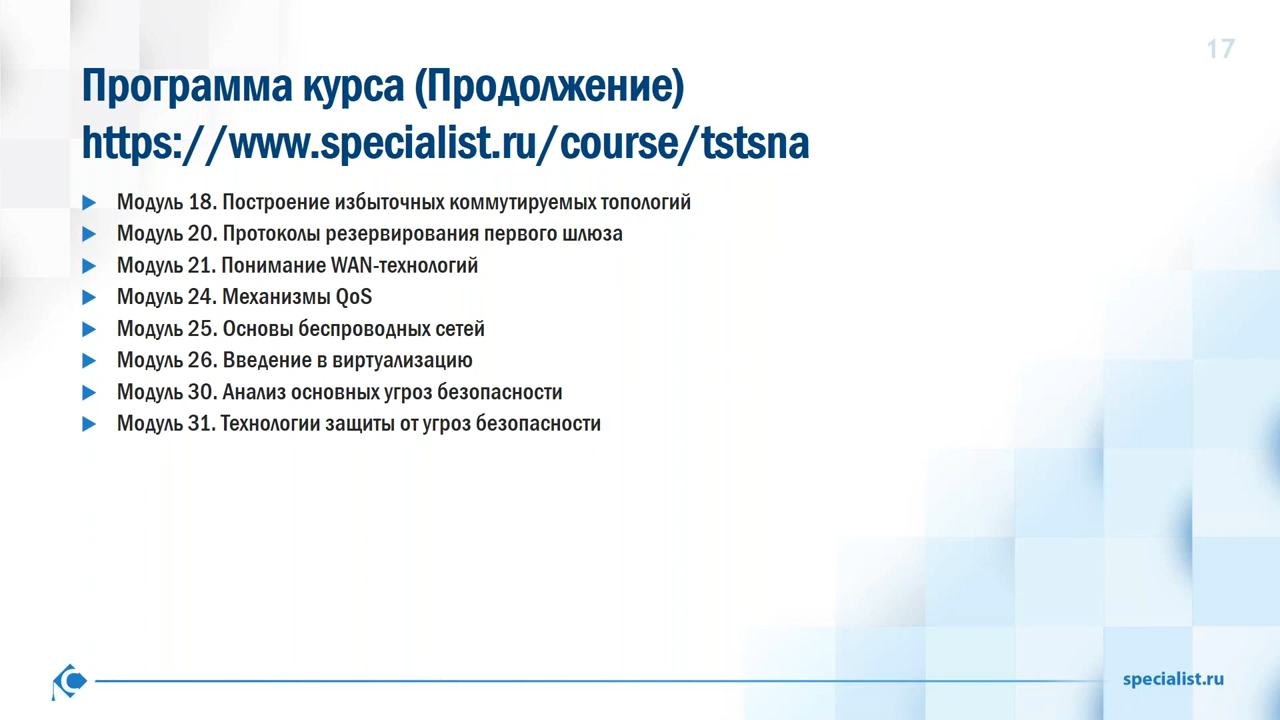 17
Программа курса (Продолжение)
https://www.specialist.ru/course/tstsna
Модуль 18. Построение избыточных коммутируемых топологий
Модуль 20. Протоколы резервирования первого шлюза
Модуль 21. Понимание WAN-технологий
Модуль 24. Механизмы QoS
Модуль 25. Основы беспроводных сетей
Модуль 26. Введение в виртуализацию
Модуль 30. Анализ основных угроз безопасности
Модуль 31. Технологии защиты от угроз безопасности
specialist.ru